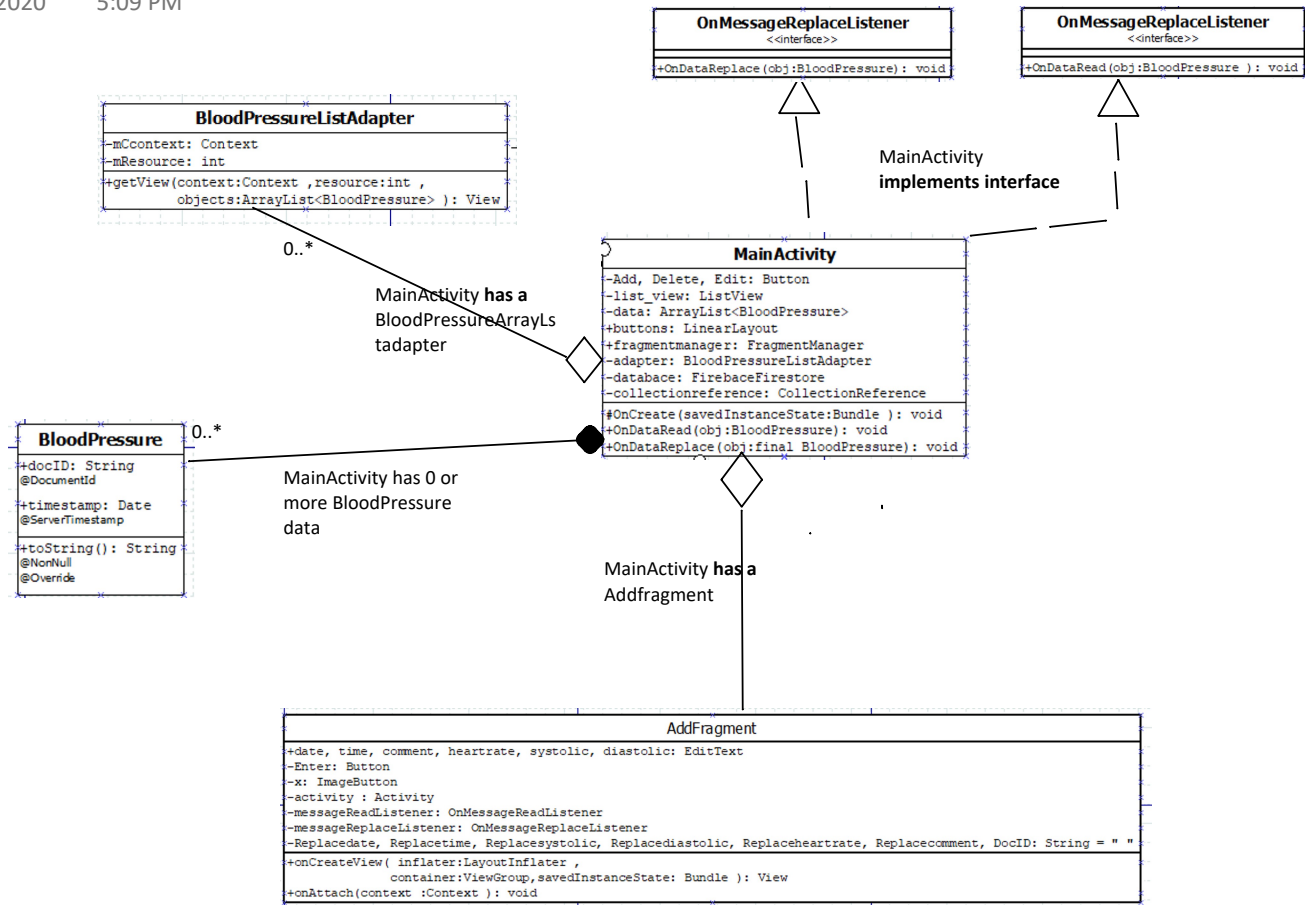 2020 5:09 PM
OnMessageReplaceListener
<<interface>>
+OnDataReplace(obj:BloodPressure): void
OnMessageReplaceListener
<<interface>>
+OnDataRead(obj:BloodPressure ): void
BloodPressureListAdapter
-mCcontext: Context
-mResource: int
+getView(context:Context ,resource:int ,
objects:ArrayList<BloodPressure> ): View
MainActivity
implements interface
0..*
MainActivity has a
BloodPressureArrayLs
tadapter
MainActivity
-Add, Delete, Edit: Button
-list_view: ListView
-data: ArrayList<BloodPressure>
+buttons: LinearLayout
+fragmentmanager: FragmentManager
-adapter: BloodPressureListAdapter
-databace: FirebaceFirestore
-collectionreference: CollectionReference
#OnCreate(savedInstanceState:Bundle ): void
+OnDataRead(obj:BloodPressure): void
+OnDataReplace(obj:final BloodPressure): void
BloodPressure
+docID: String
@DocumentId
+timestamp: Date
@ServerTimestamp
+toString(): String
@NonNull
@Override
0..*
MainActivity has 0 or
more BloodPressure
data
MainActivity has a
Addfragment
AddFragment
+date, time, comment, heartrate, systolic, diastolic: EditText
-Enter: Button
-x: ImageButton
-activity : Activity
-messageReadListener: OnMessageReadListener
-messageReplaceListener: OnMessageReplaceListener
-Replacedate, Replacetime, Replacesystolic, Replacediastolic, Replaceheartrate, Replacecomment, DocID: String = " "
+onCreateView( inflater:LayoutInflater ,
container:ViewGroup,savedInstanceState: Bundle ): View
+onAttach(context :Context ): void